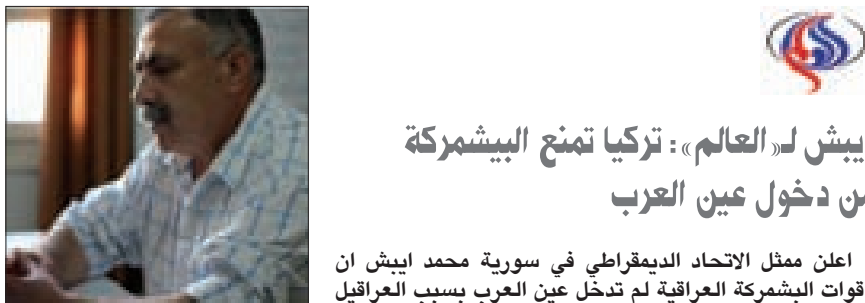 يبش لـ«العالم»: تركيا تمنع البيشمركة
من دخول عين العرب
اعلن ممثل الاتحاد الديمقراطي في سورية محمد ايبش ان
قوات البشمركة العراقية لم تدخل عين العرب بسبب العراقيل